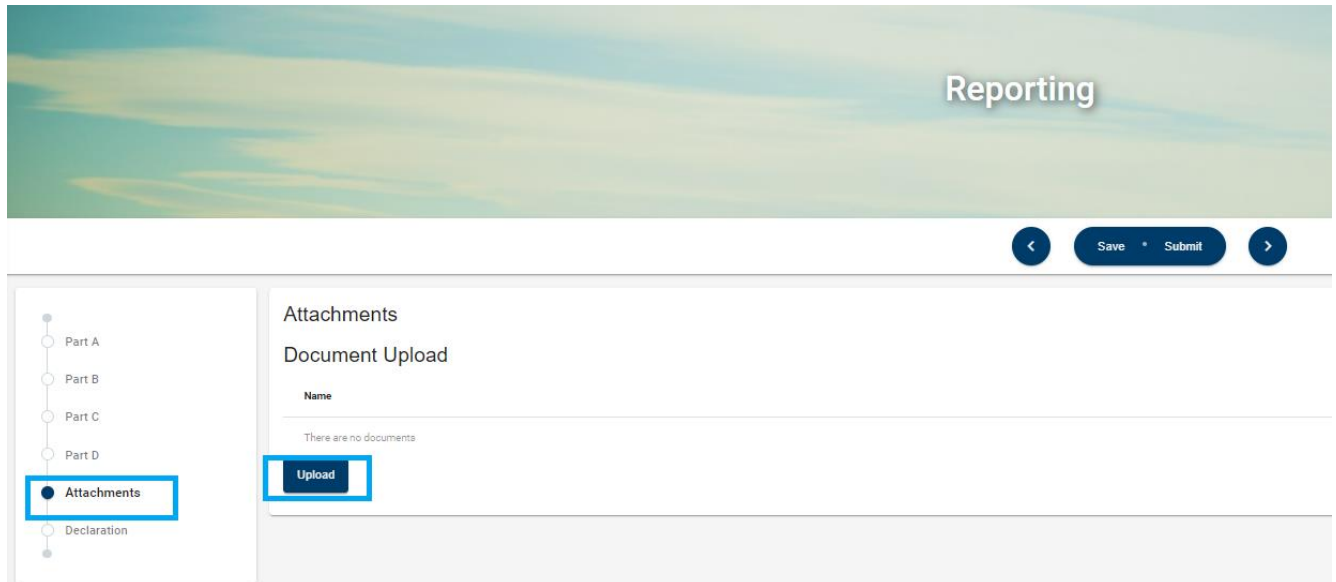 Reporting
Save • Submit
Part A
Part B
Part C
Part D
Attachments
Declaration
Attachments
Document Upload
Name
There are no documents
Upload